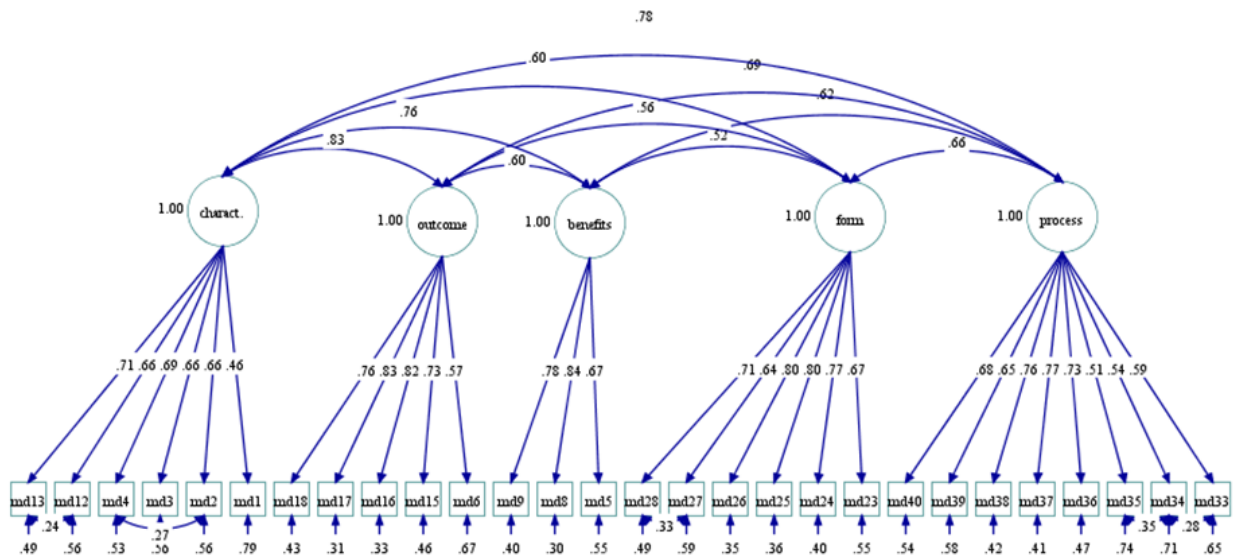 .78
.60 .69
.76 .56 .62
.83 .60 .52 .66
1.00 charact. 1.00 outcome 1.00 benefits 1.00 form 1.00 process
.71 .66 .69 .66 .66 .46 .76 .83 .82 .73 .57 .78 .84 .67 .71 .64 .80 .80 .77 .67 .68 .65 .76 .77 .73 .51 .54 .59
md13 md12 md4 md3 md2 md1 md18 md17 md16 md15 md6 md9 md8 md5 md28 md27 md26 md25 md24 md23 md40 md39 md38 md37 md36 md35 md34 md33
.24 .27 .33 .35 .28
.49 .56 .53 .56 .79 .43 .31 .33 .46 .67 .40 .30 .55 .49 .59 .35 .36 .40 .55 .54 .58 .42 .41 .47 .74 .71 .65